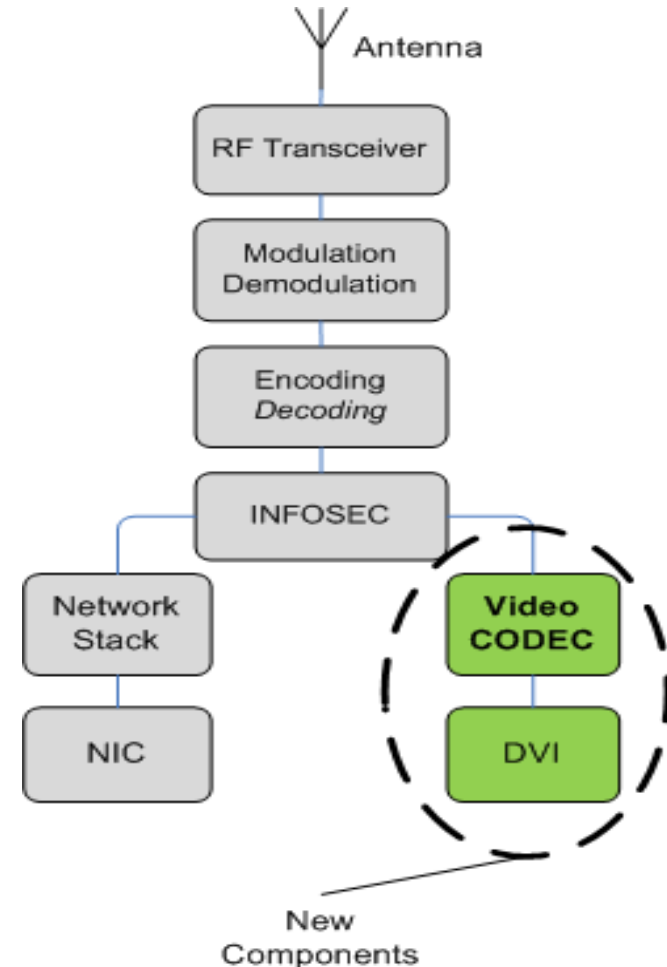 Antenna
RF Transceiver
Modulation
Demodulation
Encoding
Decoding
INFOSEC
Network
Stack
Video
CODEC
NIC
DVI
New
Components